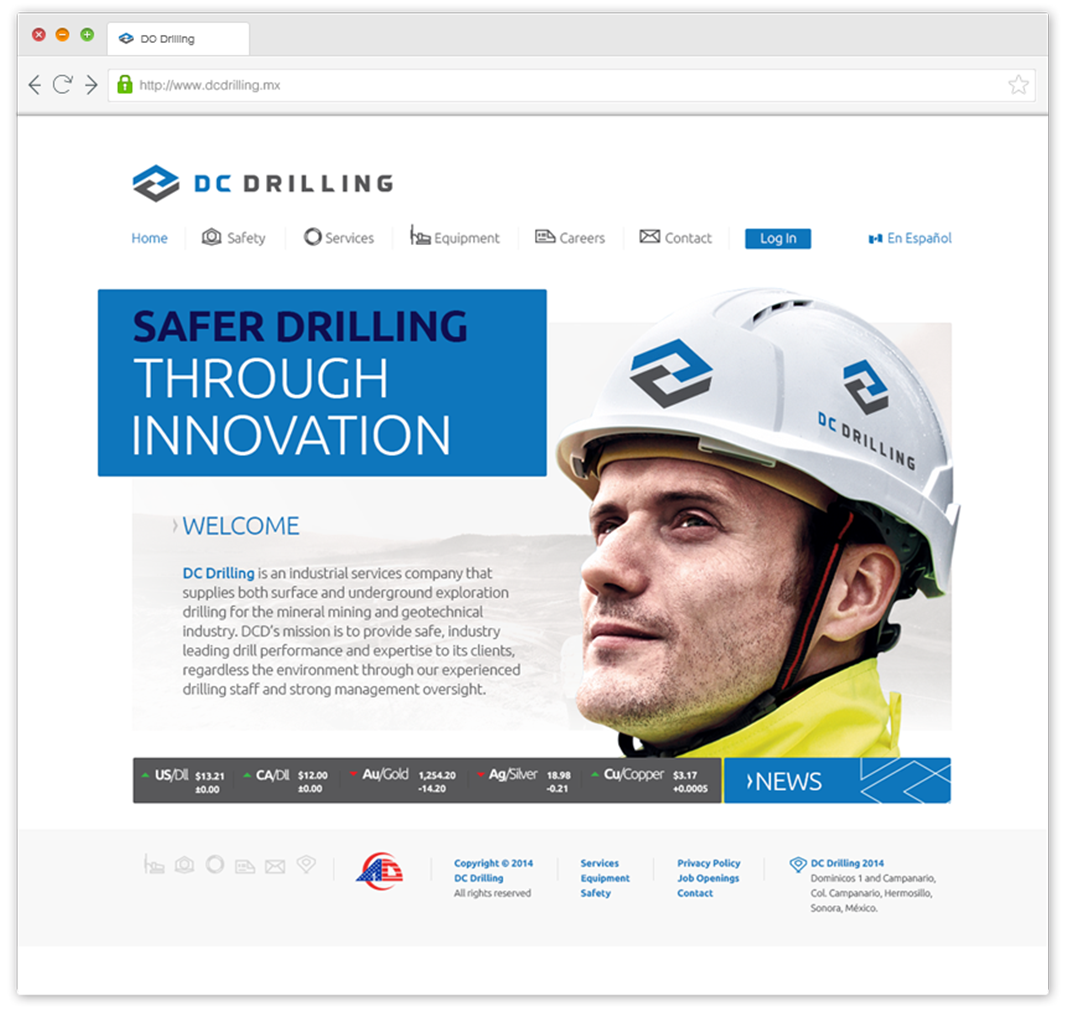 DO Drilling
http://www.dcdrilling.mx
DC DRILLING
Home Safety Services Equipment Careers Contact Log In En Español
SAFER DRILLING
THROUGH
INNOVATION
DC DRILLING
WELCOME
DC Drilling is an industrial services company that
supplies both surface and underground exploration
drilling for the mineral mining and geotechnical
industry. DCD's mission is to provide safe, industry
leading drill performance and expertise to its clients,
regardless the environment through our experienced
drilling staff and strong management oversight.
US/Dll $13.21 CA/Dll $12.00 Au/Gold 1,254.20 Ag/Silver 18.98 Cu/Copper $3.17
±0.00 ±0.00 -14.20 -0.21 +0.0005
NEWS
Copyright © 2014 Services Privacy Policy DC Drilling 2014
DC Drilling Equipment Job Openings Dominicos 1 and Campanario,
All rights reserved Safety Contact Col. Campanario, Hermosillo,
Sonora, México.